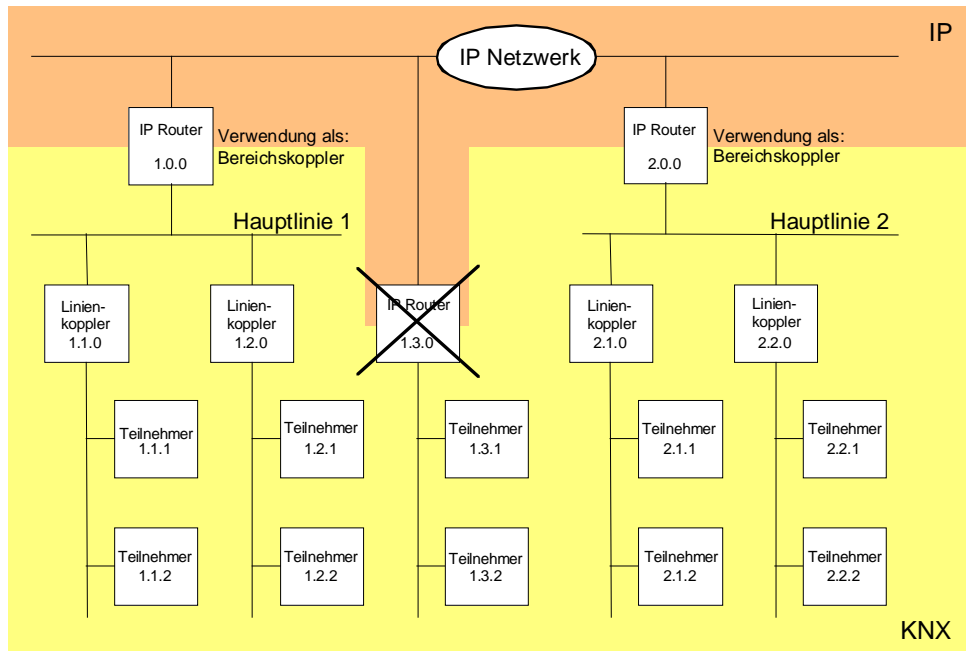 IP
IP Netzwerk
IP Router
1.0.0
Verwendung als:
Bereichskoppler
IP Router
2.0.0
Verwendung als:
Bereichskoppler
Hauptlinie 1
Hauptlinie 2
Linien-
koppler
1.1.0
Linien-
koppler
1.2.0
IP Router
1.3.0
Linien-
koppler
2.1.0
Linien-
koppler
2.2.0
Teilnehmer
1.1.1
Teilnehmer
1.2.1
Teilnehmer
1.3.1
Teilnehmer
2.1.1
Teilnehmer
2.2.1
Teilnehmer
1.1.2
Teilnehmer
1.2.2
Teilnehmer
1.3.2
Teilnehmer
2.1.2
Teilnehmer
2.2.2
KNX